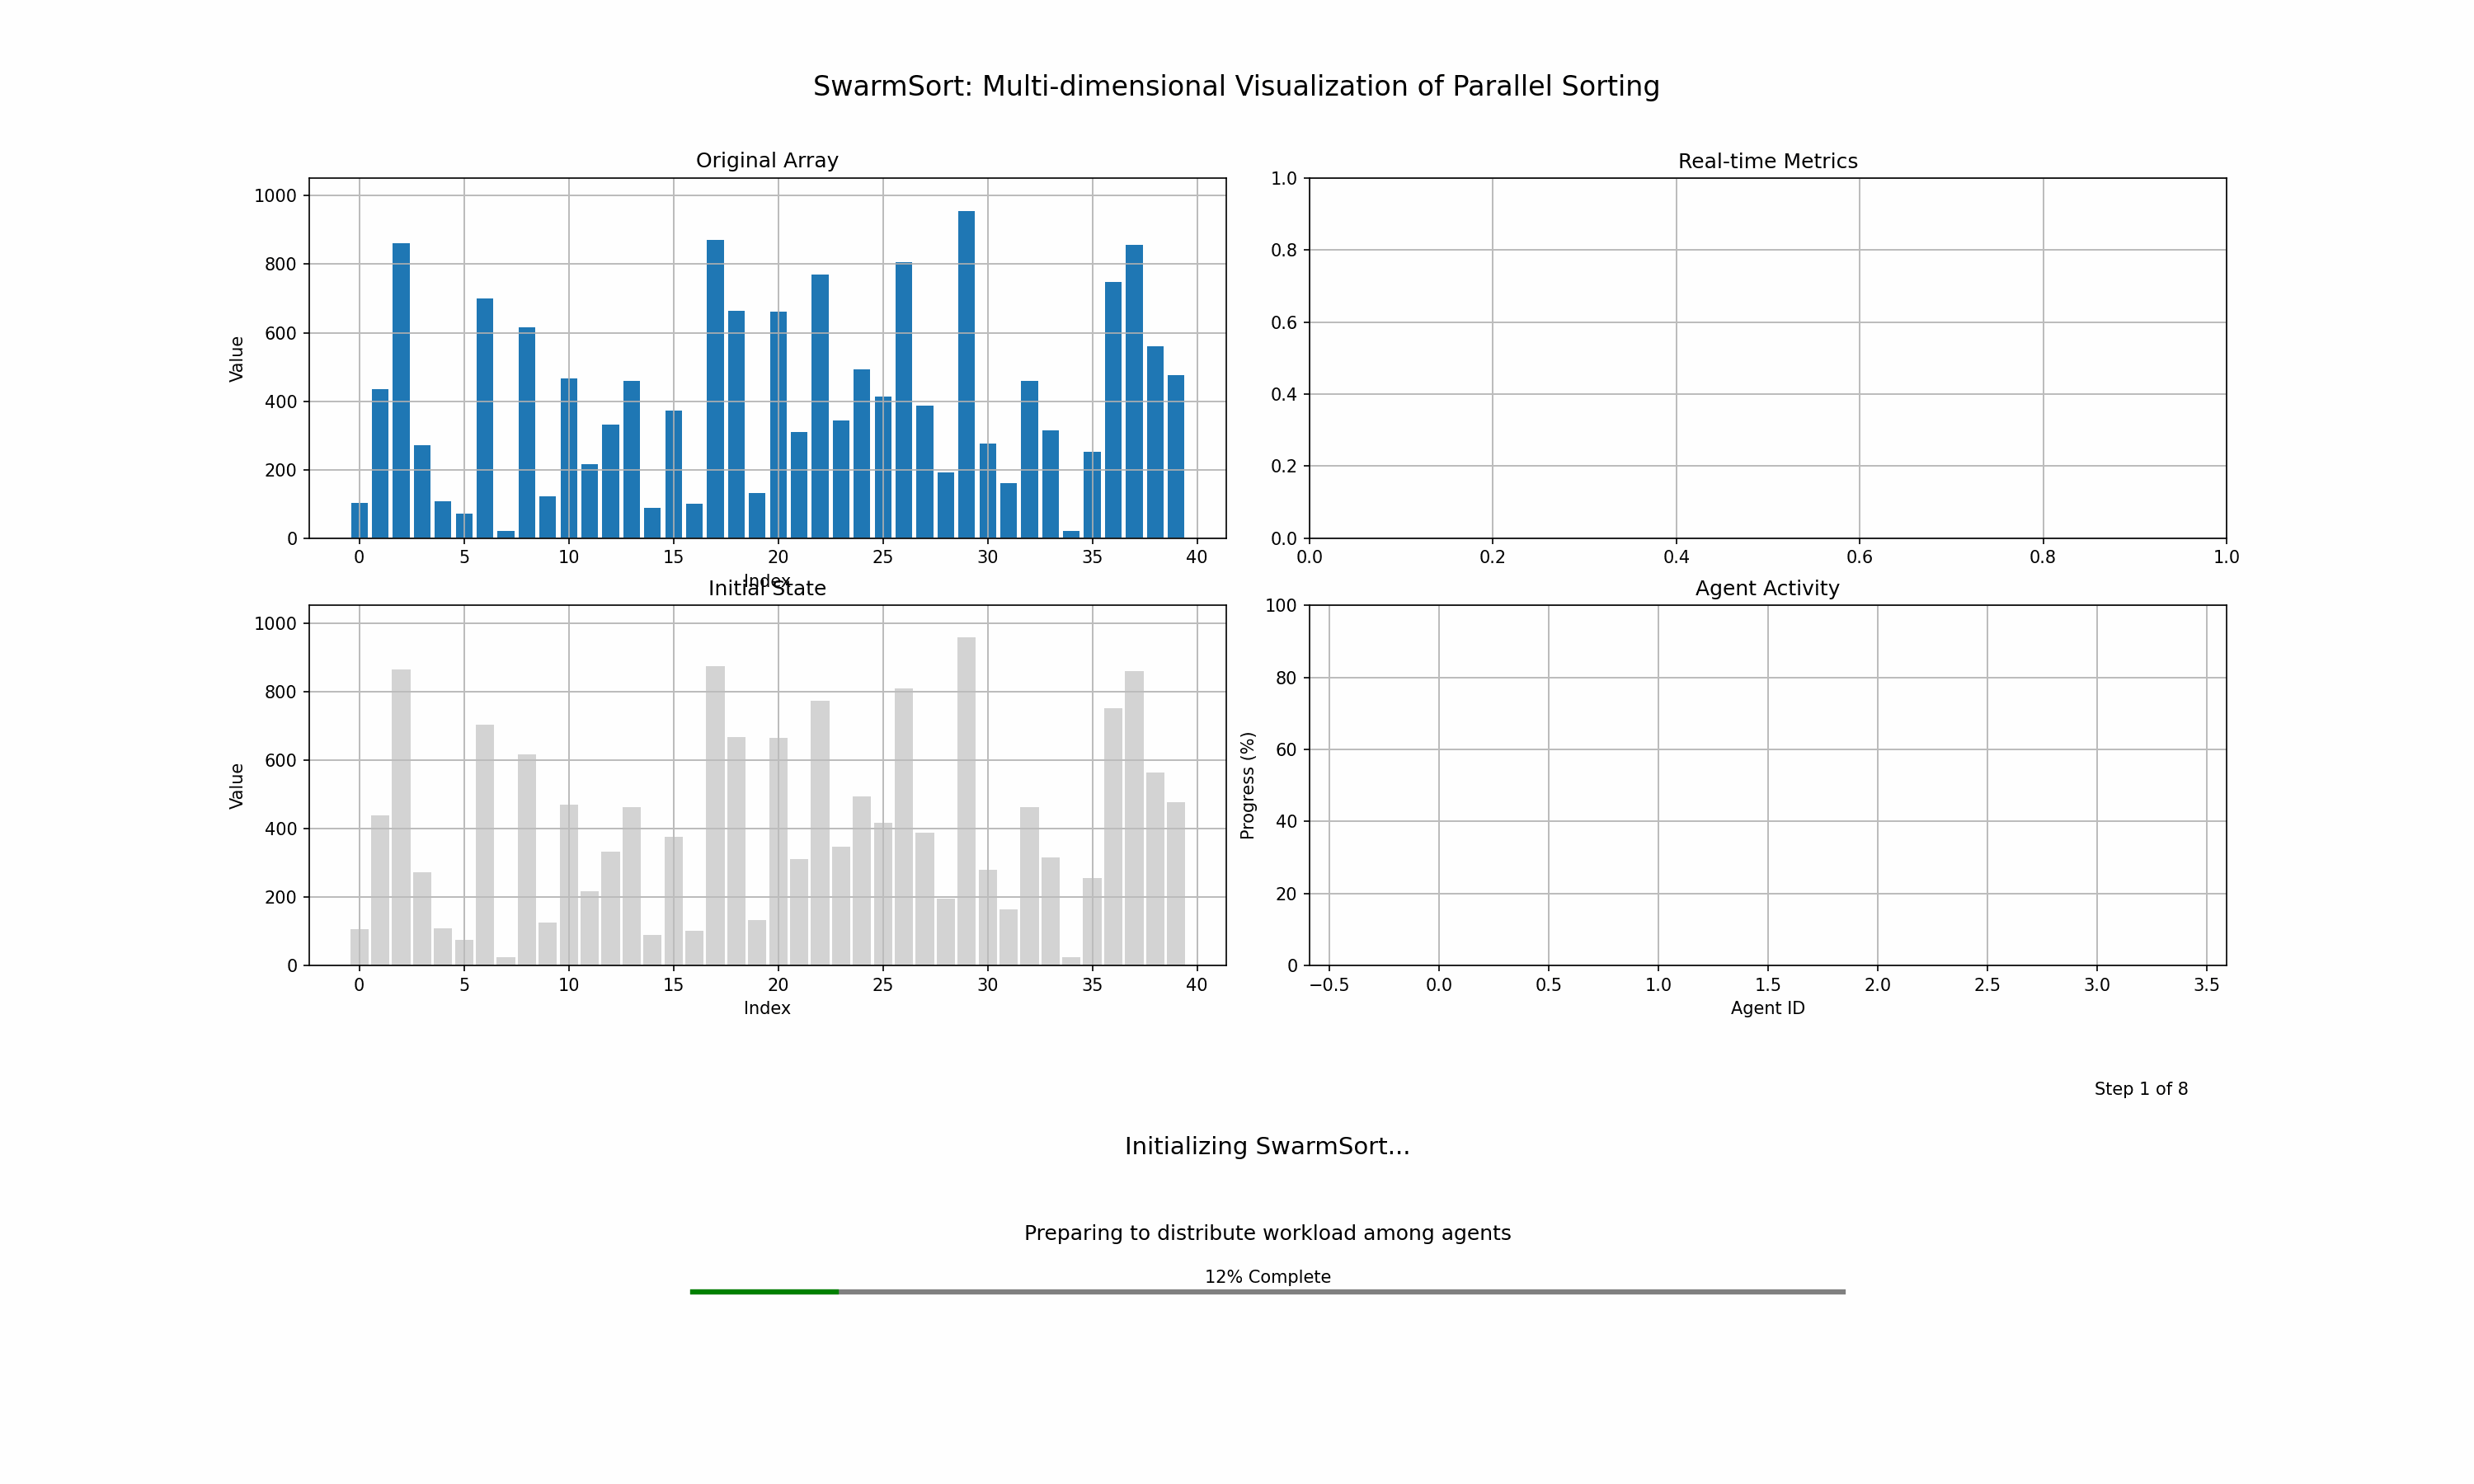 SwarmSort: Multi-dimensional Visualization of Parallel Sorting
Original Array
1000
800
600
400
200
0
Value
0 5 10 15 20 25 30 35 40
Index
Real-time Metrics
1.0
0.8
0.6
0.4
0.2
0.0
0.0 0.2 0.4 0.6 0.8 1.0
Initial State
1000
800
600
400
200
0
Value
0 5 10 15 20 25 30 35 40
Index
Agent Activity
100
80
60
40
20
0
Progress (%)
−0.5 0.0 0.5 1.0 1.5 2.0 2.5 3.0 3.5
Agent ID
Step 1 of 8
Initializing SwarmSort...
Preparing to distribute workload among agents
12% Complete